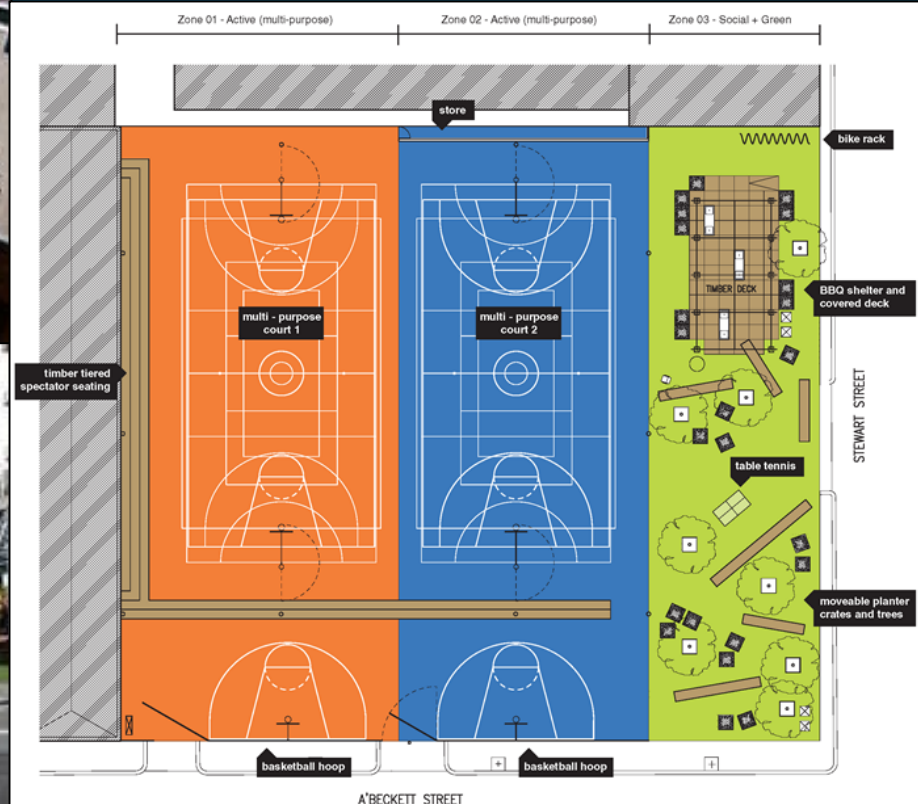 Zone 01 - Active (multi-purpose)
Zone 02 - Active (multi-purpose)
Zone 03 - Social + Green
store
bike rack
BBQ shelter and
covered deck
TIMBER DECK
multi - purpose
court 1
multi - purpose
court 2
timber tiered
spectator seating
STEWART STREET
table tennis
moveable planter
crates and trees
basketball hoop
basketball hoop
A'BECKETT STREET